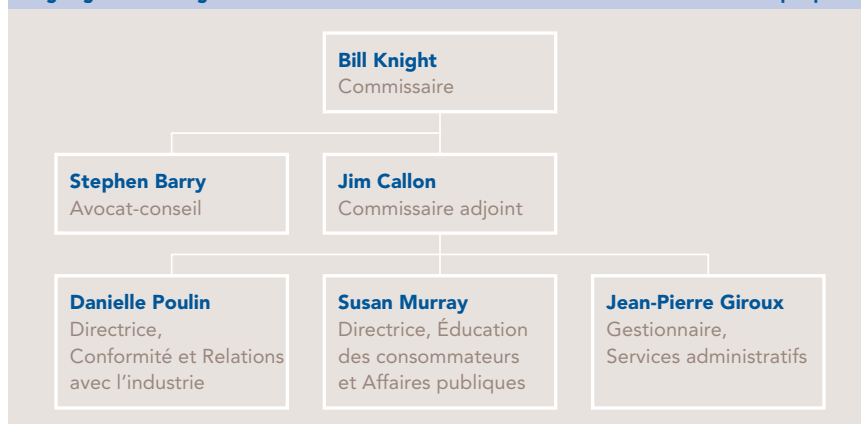 Bill Knight
Commissaire
Stephen Barry
Avocat-conseil
Jim Callon
Commissaire adjoint
Danielle Poulin
Directrice,
Conformité et Relations
avec l'industrie
Susan Murray
Directrice, Éducation
des consommateurs
et Affaires publiques
Jean-Pierre Giroux
Gestionnaire,
Services administratifs